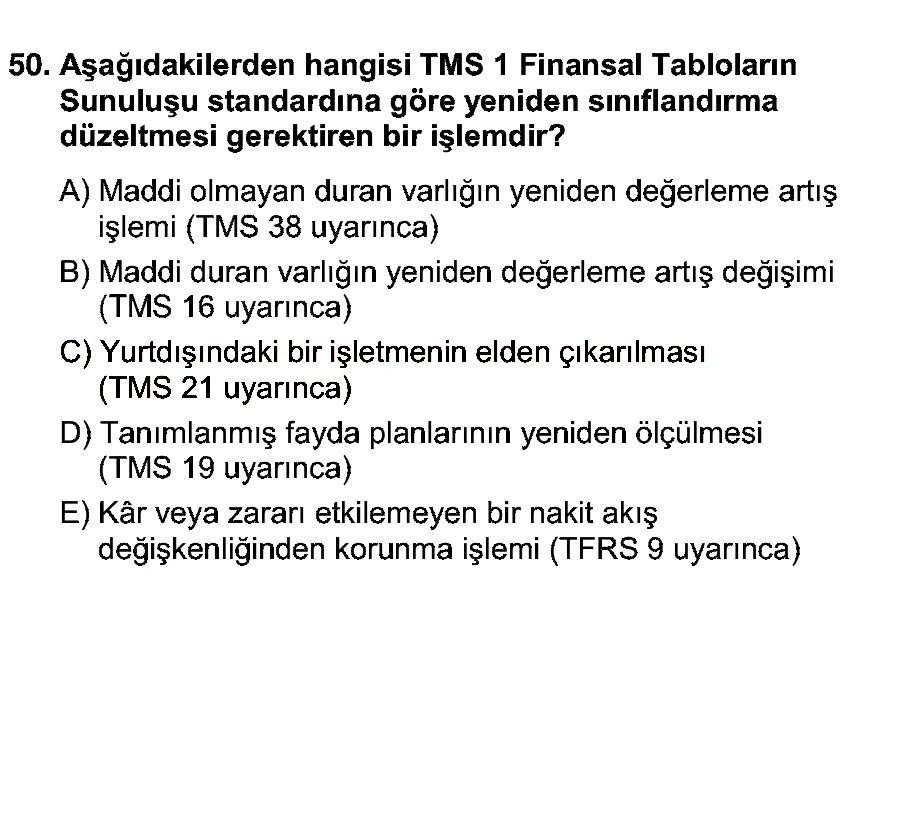 50. Aşağıdakilerden hangisi TMS 1 Finansal Tabloların
Sunuluşu standardına göre yeniden sınıflandırma
düzeltmesi gerektiren bir işlemdir?
A) Maddi olmayan duran varlığın yeniden değerleme artış
işlemi (TMS 38 uyarınca)
B) Maddi duran varlığın yeniden değerleme artış değişimi
(TMS 16 uyarınca)
C) Yurtdışındaki bir işletmenin elden çıkarılması
(TMS 21 uyarınca)
D) Tanımlanmış fayda planlarının yeniden ölçülmesi
(TMS 19 uyarınca)
E) Kâr veya zararı etkilemeyen bir nakit akış
değişkenliğinden korunma işlemi (TFRS 9 uyarınca)